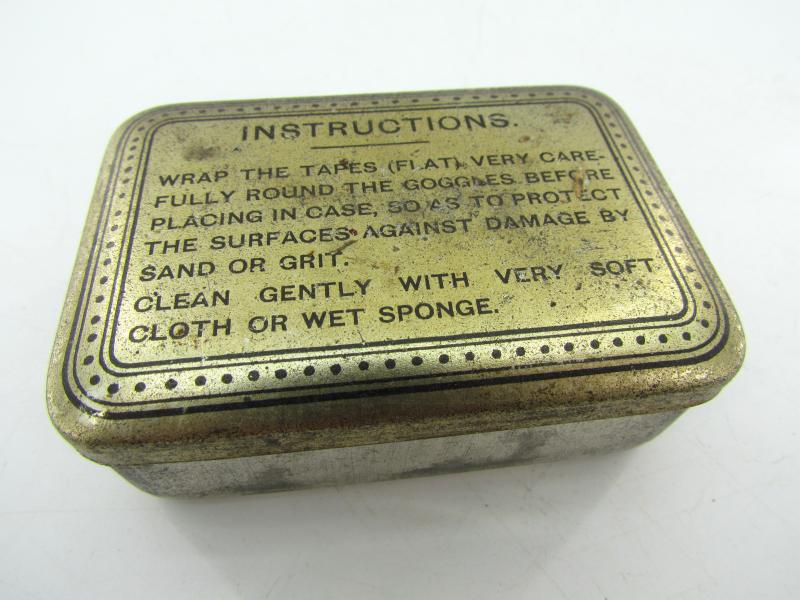 INSTRUCTIONS.
WRAP THE TAPES (FLAT) VERY CARE-
FULLY ROUND THE GOGGLES BEFORE
PLACING IN CASE, SO AS TO PROTECT
THE SURFACES AGAINST DAMAGE BY
SAND OR GRIT.
CLEAN GENTLY WITH VERY SOFT
CLOTH OR WET SPONGE.